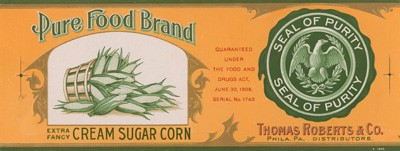 Pure Food Brand
EXTRA FANCY CREAM SUGAR CORN
GUARANTEED
UNDER
THE FOOD AND
DRUGS ACT,
JUNE 30, 1906,
SERIAL No. 1742
SEAL OF PURITY
SEAL OF PURITY
THOMAS ROBERTS & CO.
PHILA. PA. DISTRIBUTORS.